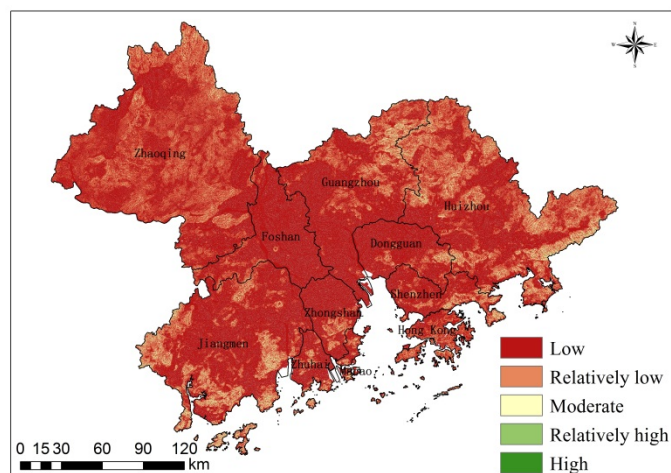 N
Zhaoqing
Guangzhou
Huizhou
Foshan
Dongguan
Shenzhen
Zhongshan
Hong Kong
Jiangmen
Zhuhai
Macao
Low
Relatively low
Moderate
Relatively high
High
0 15 30 60 90 120
km